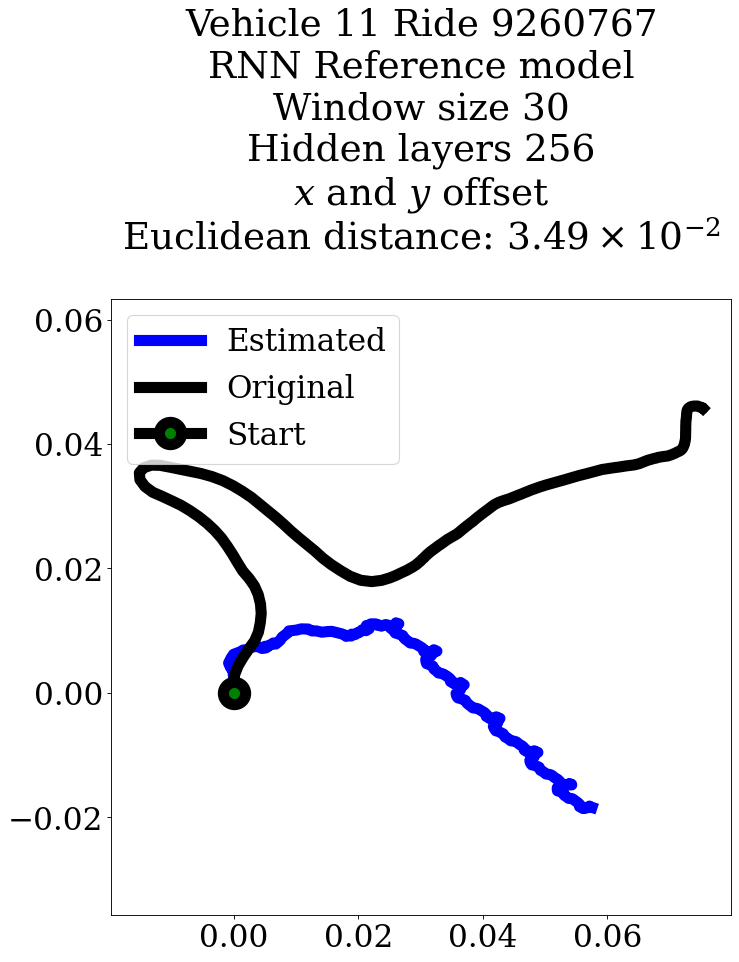 Vehicle 11 Ride 9260767
RNN Reference model
Window size 30
Hidden layers 256
x and y offset
Euclidean distance: 3.49 × 10⁻²
Estimated
Original
Start
0.06
0.04
0.02
0.00
−0.02
0.00 0.02 0.04 0.06